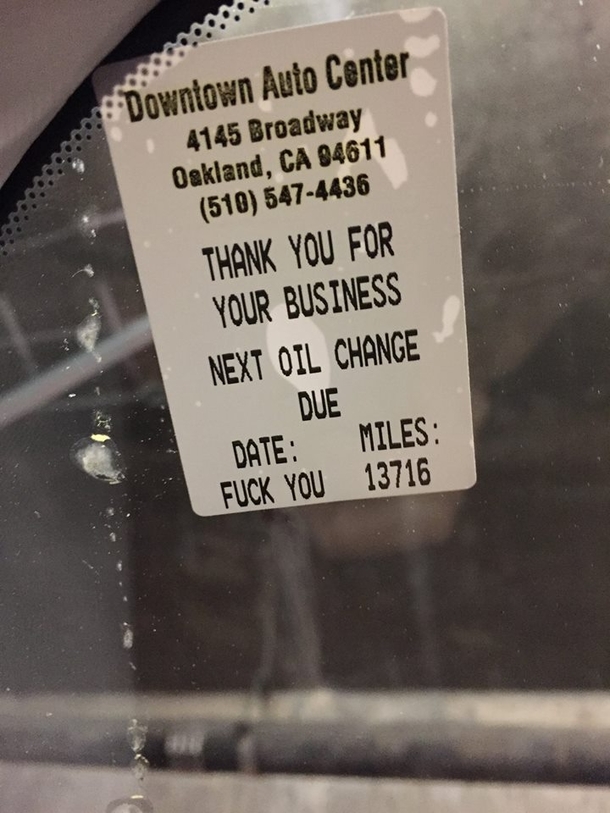 Downtown Auto Center
4145 Broadway
Oakland, CA 94611
(510) 547-4436
THANK YOU FOR
YOUR BUSINESS
NEXT OIL CHANGE
DUE
DATE: MILES:
FUCK YOU 13716